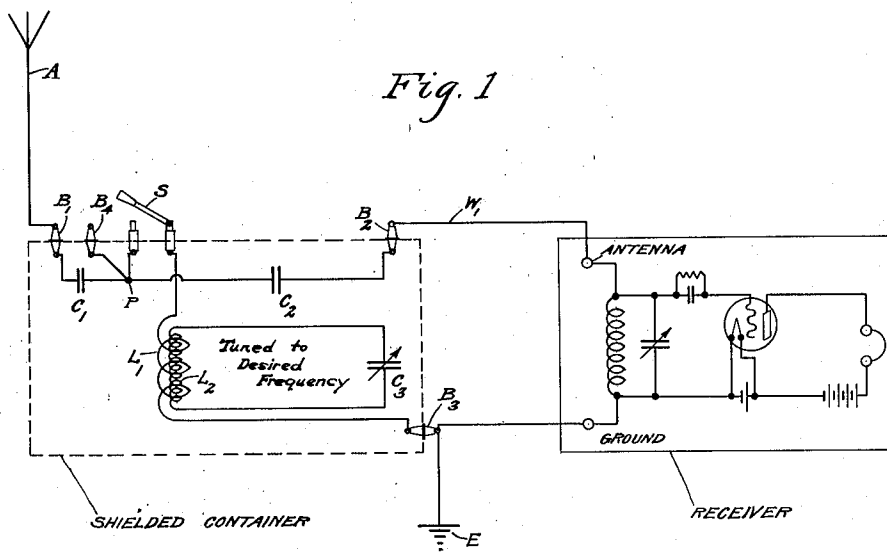 A
Fig. 1
S
B1
B4
B2
W1
ANTENNA
C1
P
C2
L1
L2
Tuned to
Desired
Frequency
C3
B3
GROUND
E
SHIELDED CONTAINER
RECEIVER